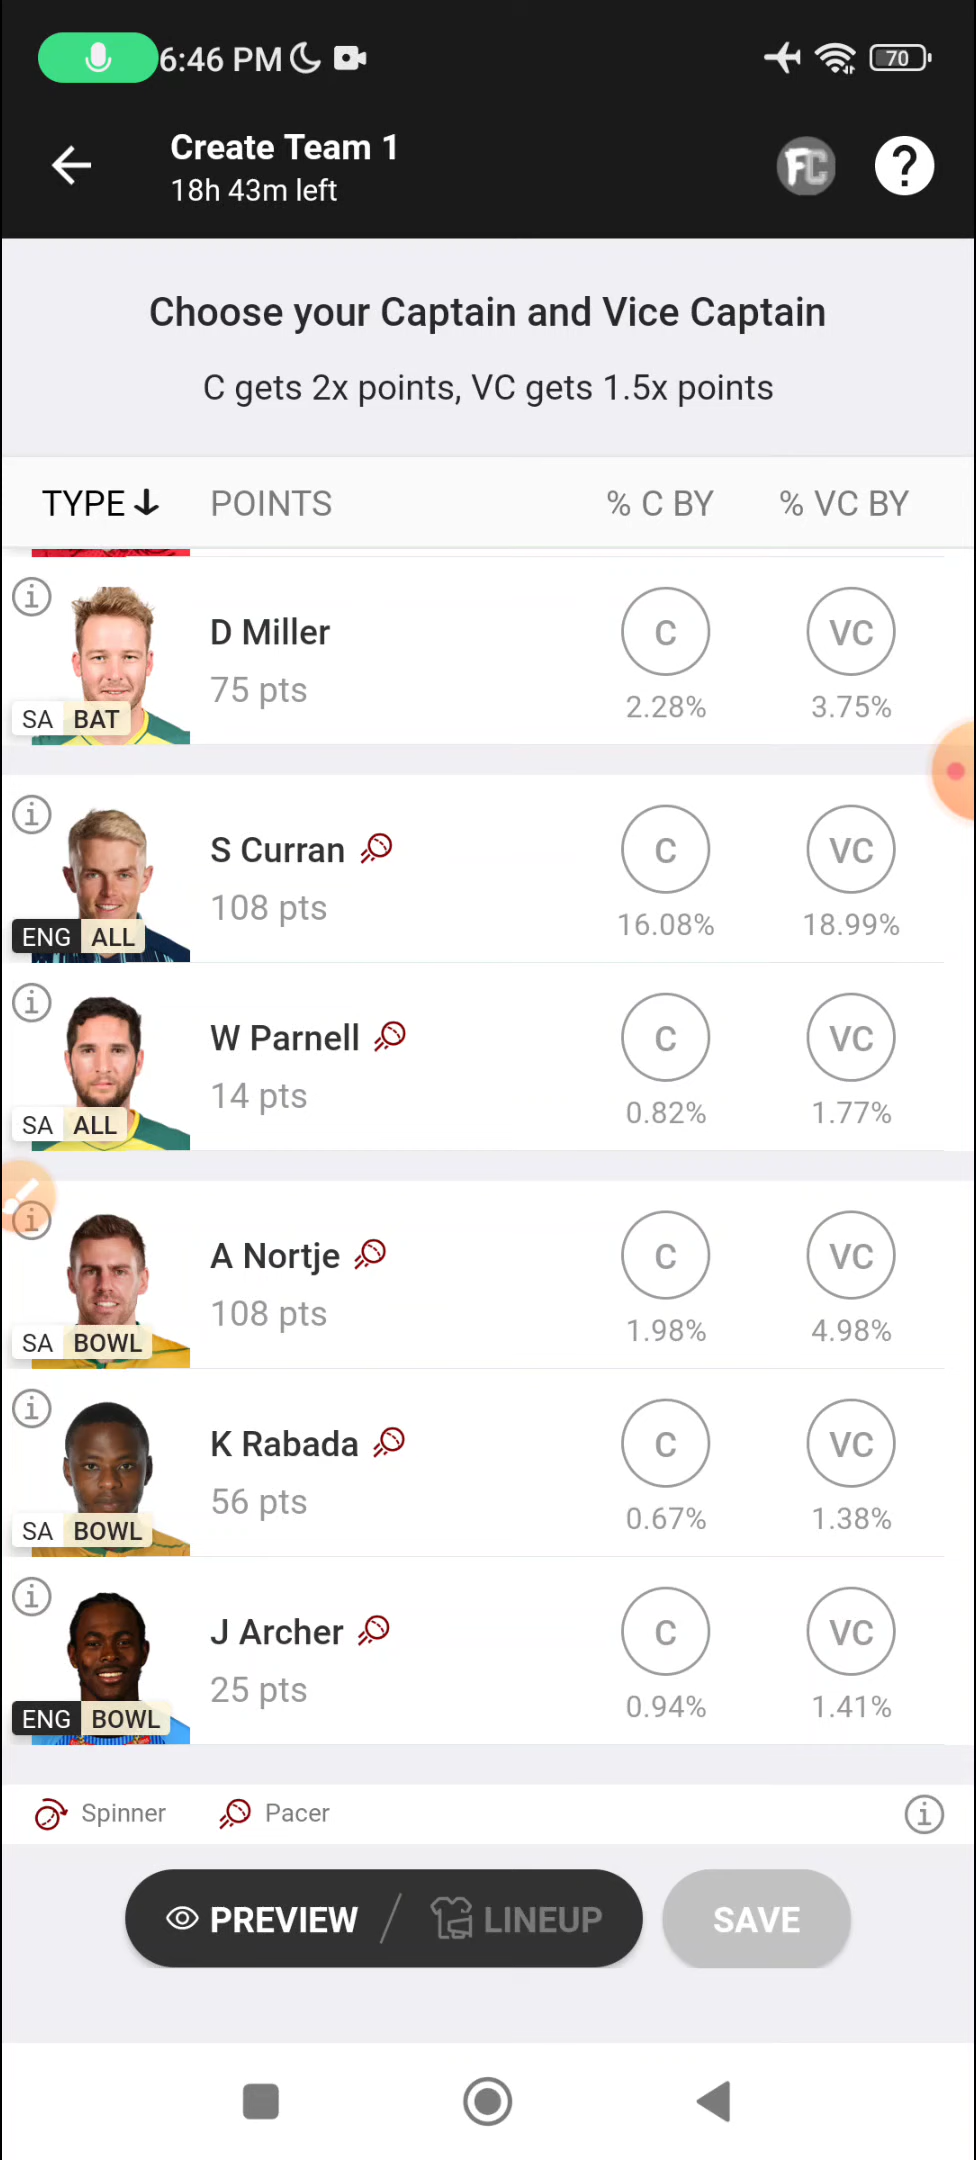 6:46 PM
70
Create Team 1
18h 43m left
FC
?
Choose your Captain and Vice Captain
C gets 2x points, VC gets 1.5x points
TYPE POINTS % C BY % VC BY
D Miller
75 pts
SA BAT
C
2.28%
VC
3.75%
S Curran
108 pts
ENG ALL
C
16.08%
VC
18.99%
W Parnell
14 pts
SA ALL
C
0.82%
VC
1.77%
A Nortje
108 pts
SA BOWL
C
1.98%
VC
4.98%
K Rabada
56 pts
SA BOWL
C
0.67%
VC
1.38%
J Archer
25 pts
ENG BOWL
C
0.94%
VC
1.41%
Spinner Pacer
PREVIEW / LINEUP SAVE